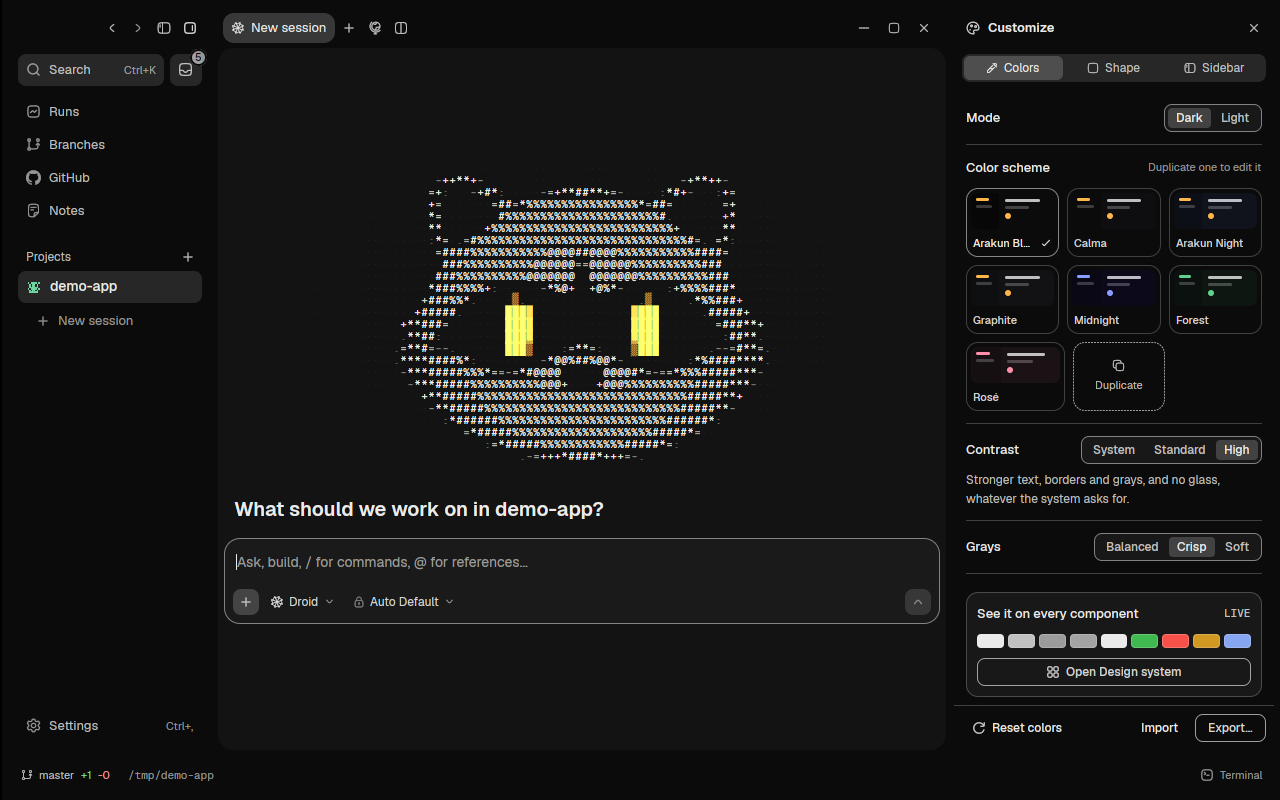 New session
Customize
Search Ctrl+K 5
Colors Shape Sidebar
Runs
Branches
GitHub
Notes
Projects
demo-app
New session
Mode Dark Light
Color scheme Duplicate one to edit it
Arakun Bl... Calma Arakun Night
Graphite Midnight Forest
Rosé Duplicate
Contrast System Standard High
Stronger text, borders and grays, and no glass,
whatever the system asks for.
What should we work on in demo-app?
Ask, build, / for commands, @ for references...
Droid Auto Default
Grays Balanced Crisp Soft
See it on every component LIVE
Open Design system
Settings Ctrl+,
Reset colors Import Export...
master +1 -0 /tmp/demo-app
Terminal